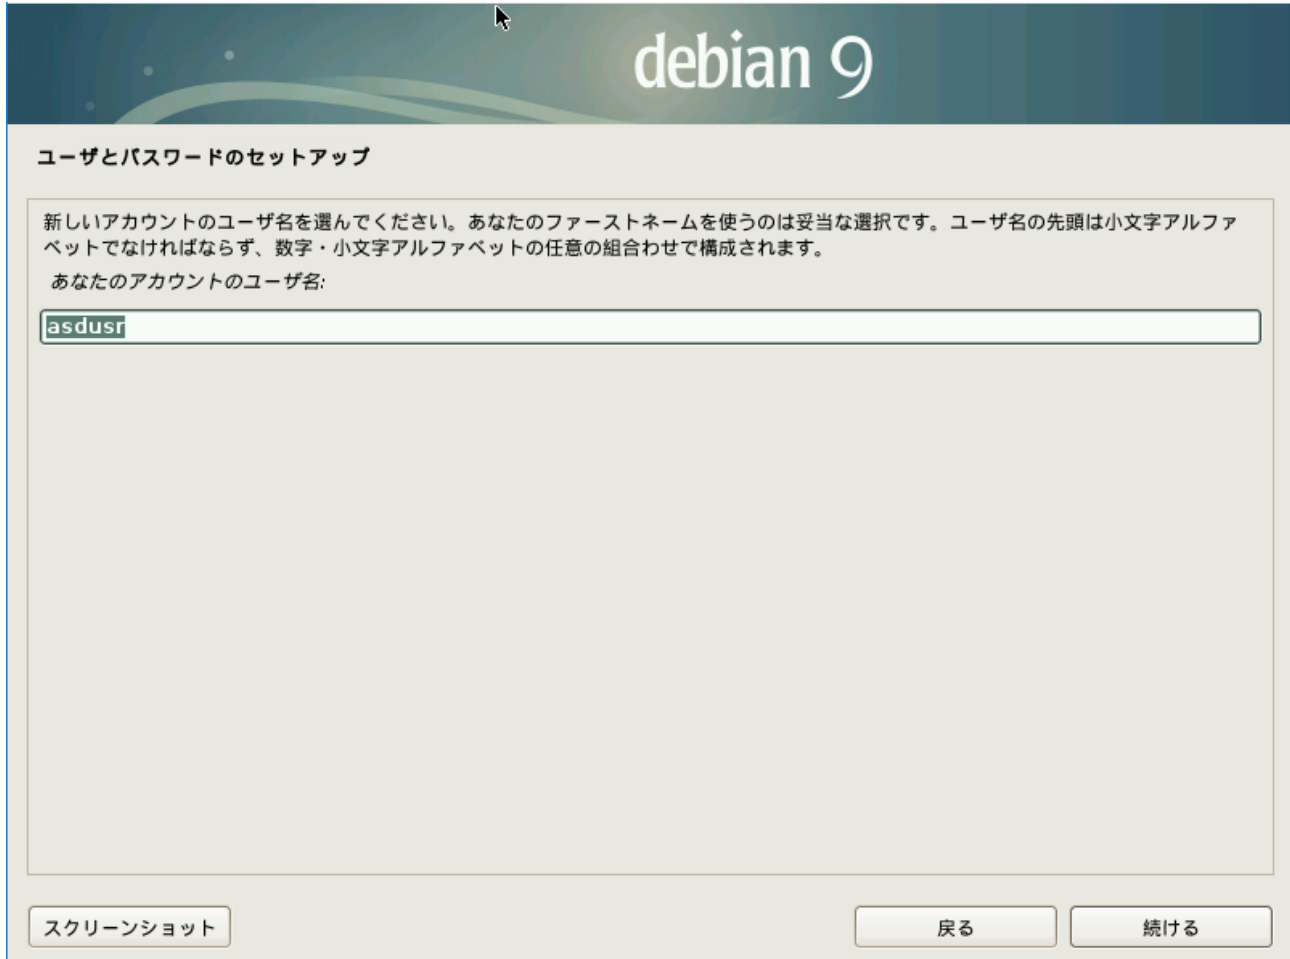 debian 9
ユーザとパスワードのセットアップ
新しいアカウントのユーザ名を選んでください。あなたのファーストネームを使うのは妥当な選択です。ユーザ名の先頭は小文字アルファ
ベットでなければならず、数字・小文字アルファベットの任意の組合わせで構成されます。
あなたのアカウントのユーザ名:
asdusr
スクリーンショット
戻る
続ける